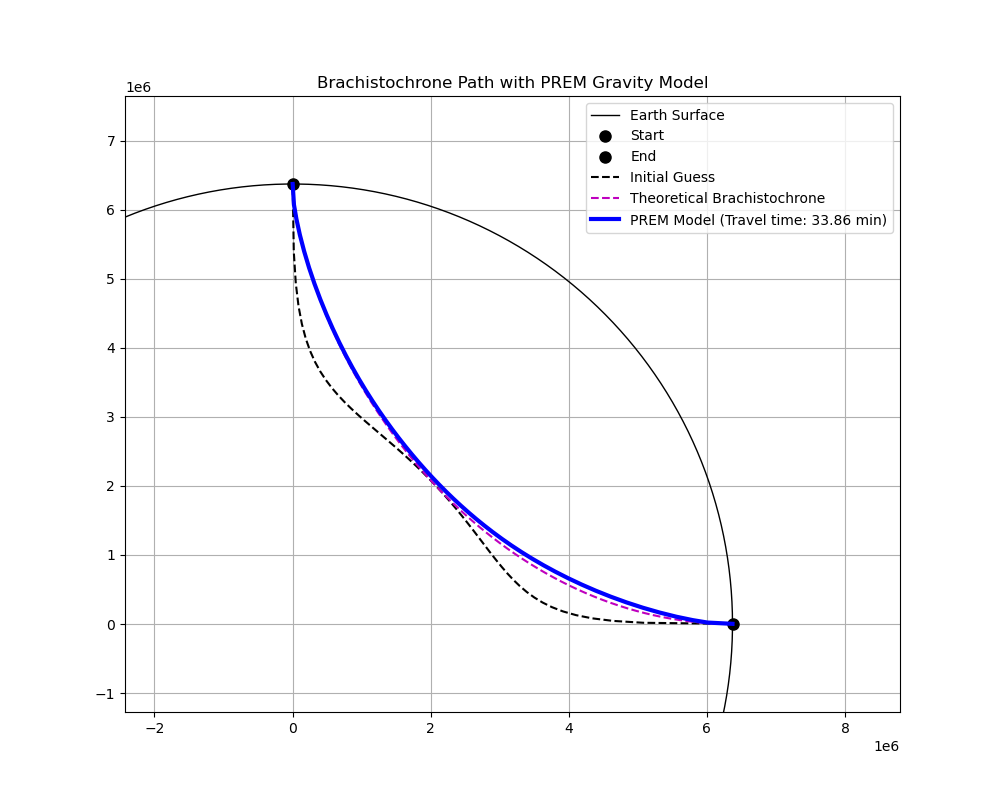 Brachistochrone Path with PREM Gravity Model
1e6
Earth Surface
Start
End
Initial Guess
Theoretical Brachistochrone
PREM Model (Travel time: 33.86 min)
7
6
5
4
3
2
1
0
−1
−2
0
2
4
6
8
1e6